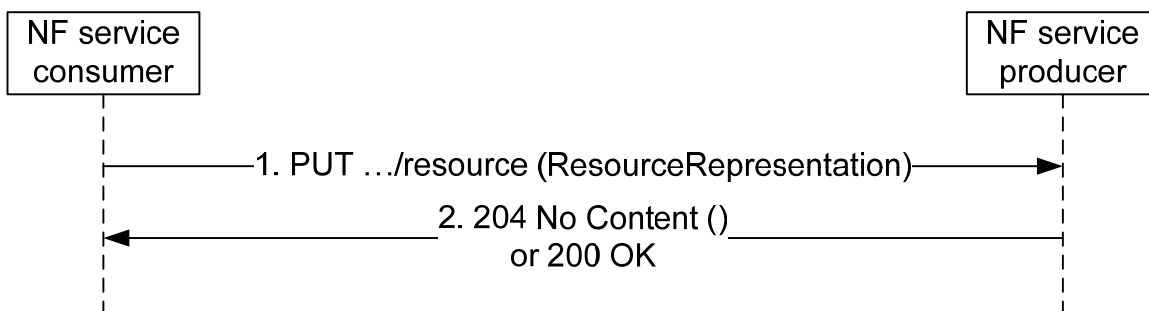 NF service
consumer
NF service
producer
1. PUT …/resource (ResourceRepresentation)
2. 204 No Content ()
or 200 OK